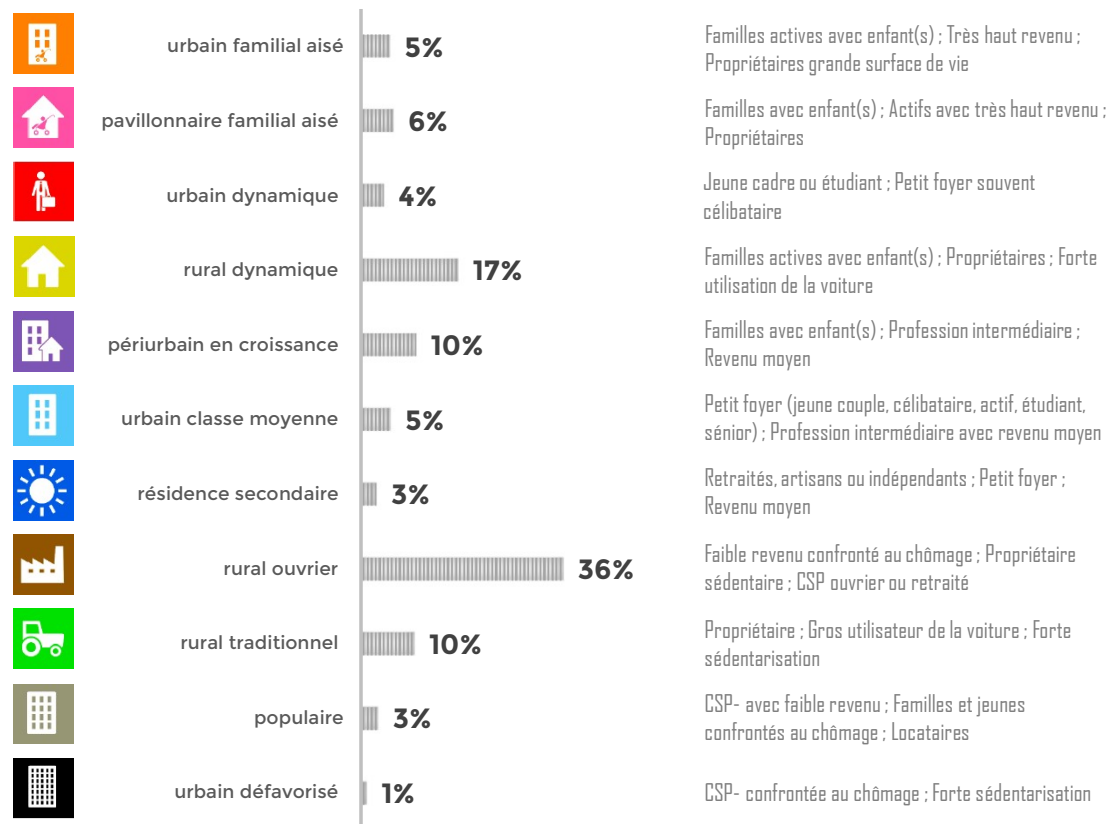 urbain familial aisé 5% Familles actives avec enfant(s) ; Très haut revenu ;
Propriétaires grande surface de vie
pavillonnaire familial aisé 6% Familles avec enfant(s) ; Actifs avec très haut revenu ;
Propriétaires
urbain dynamique 4% Jeune cadre ou étudiant ; Petit foyer souvent
célibataire
rural dynamique 17% Familles actives avec enfant(s) ; Propriétaires ; Forte
utilisation de la voiture
périurbain en croissance 10% Familles avec enfant(s) ; Profession intermédiaire ;
Revenu moyen
urbain classe moyenne 5% Petit foyer (jeune couple, célibataire, actif, étudiant,
sénior) ; Profession intermédiaire avec revenu moyen
résidence secondaire 3% Retraités, artisans ou indépendants ; Petit foyer ;
Revenu moyen
rural ouvrier 36% Faible revenu confronté au chômage ; Propriétaire
sédentaire ; CSP ouvrier ou retraité
rural traditionnel 10% Propriétaire ; Gros utilisateur de la voiture ; Forte
sédentarisation
populaire 3% CSP- avec faible revenu ; Familles et jeunes
confrontés au chômage ; Locataires
urbain défavorisé 1% CSP- confrontée au chômage ; Forte sédentarisation